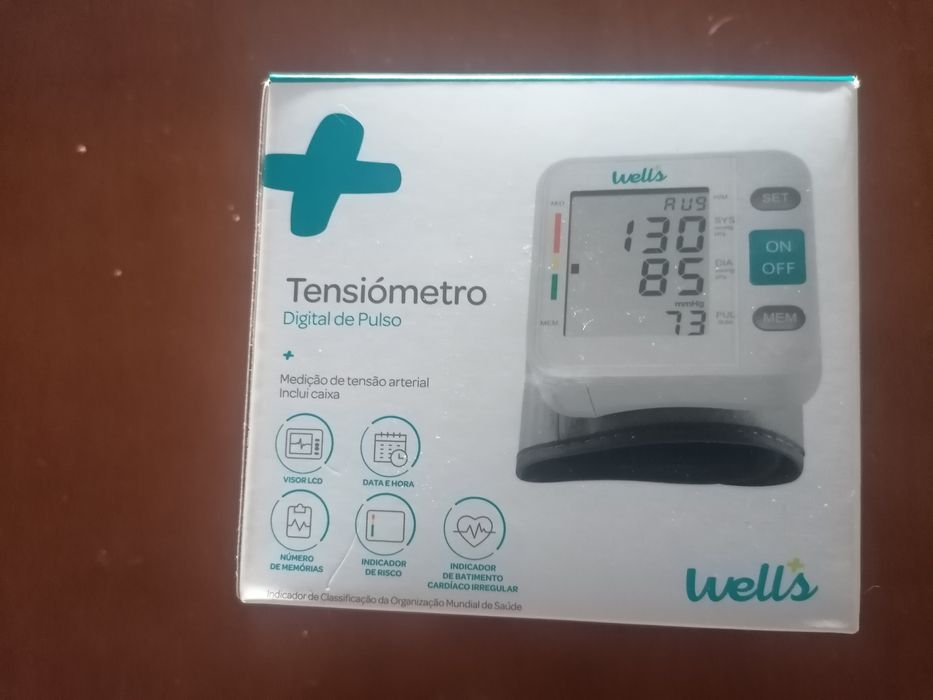 Tensiómetro
Digital de Pulso
Medição de tensão arterial
Inclui caixa
VISOR LCD
DATA E HORA
NÚMERO
DE MEMÓRIAS
INDICADOR
DE RISCO
INDICADOR
DE BATIMENTO
CARDÍACO IRREGULAR
Indicador de Classificação da Organização Mundial de Saúde
wells
M/D
AVG
H/M
SYS
130
DIA
85
mmHg
MEM
73
PUL
SET
ON
OFF
MEM
wells